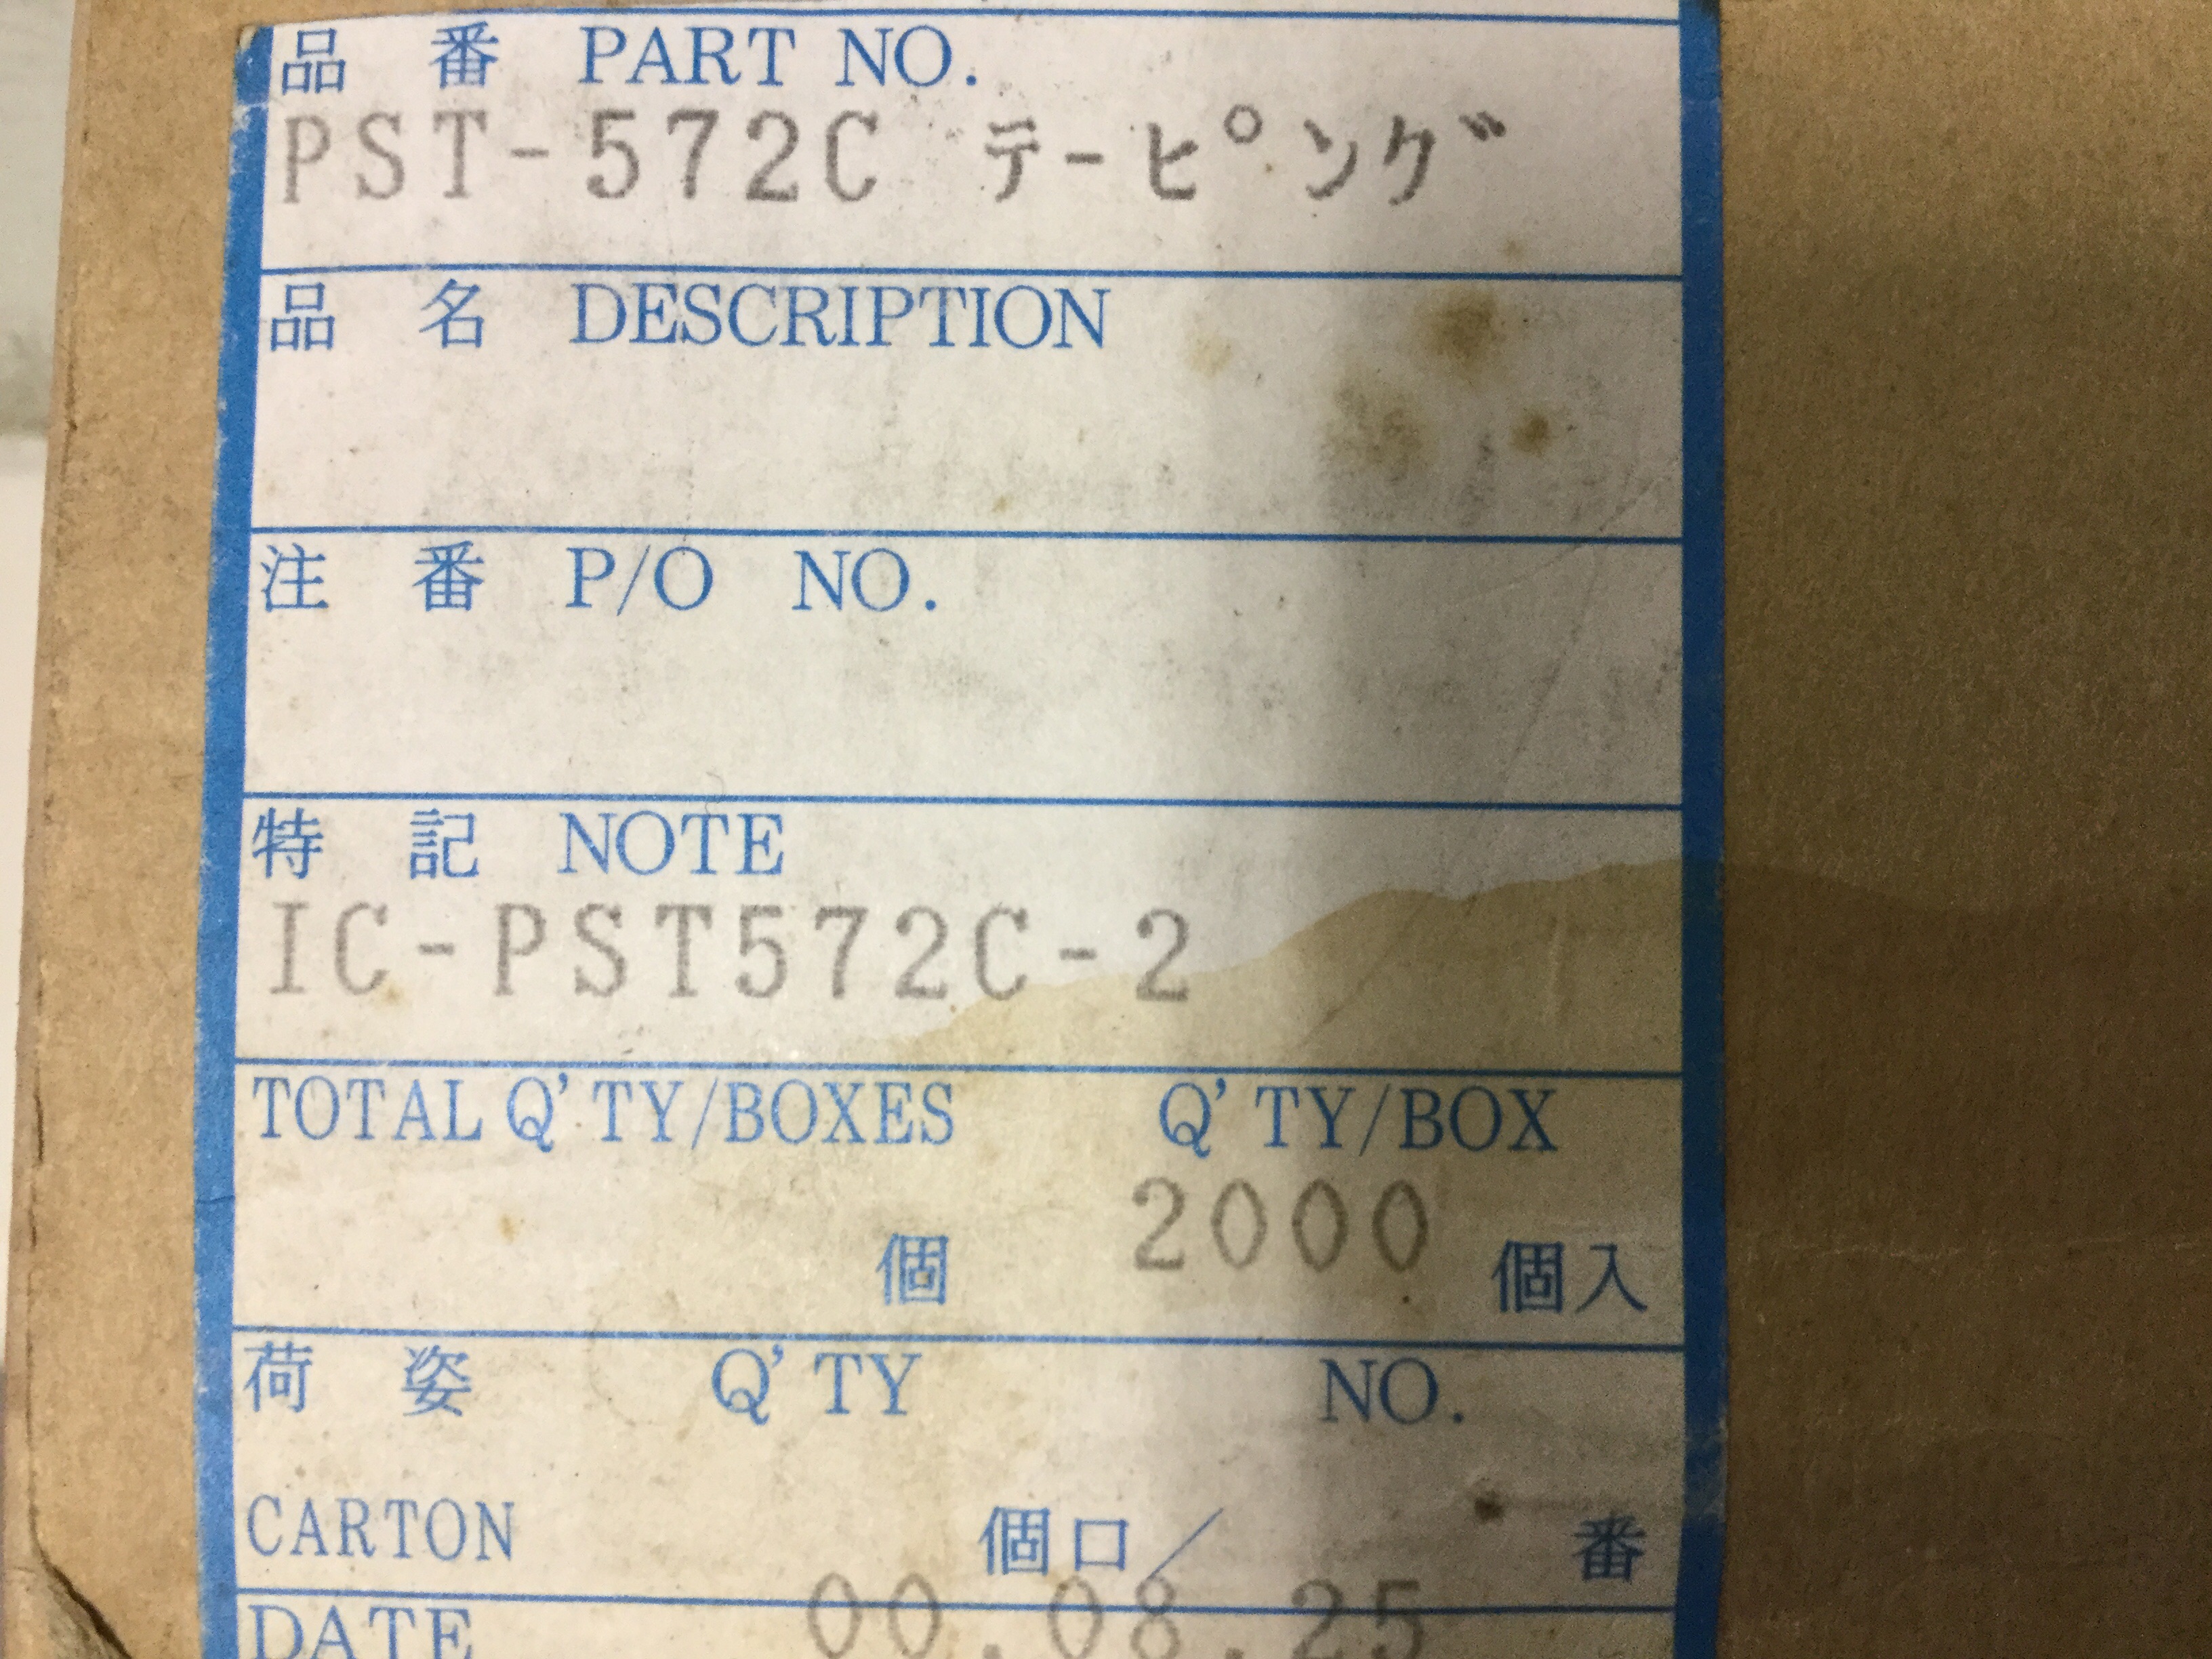 品 番 PART NO.
PST-572C テーピング
品 名 DESCRIPTION
注 番 P/O NO.
特 記 NOTE
IC-PST572C-2
TOTAL Q'TY/BOXES Q'TY/BOX
2000
個 個入
荷 姿 Q'TY NO.
CARTON 個口/ 番
DATE 00.08.25